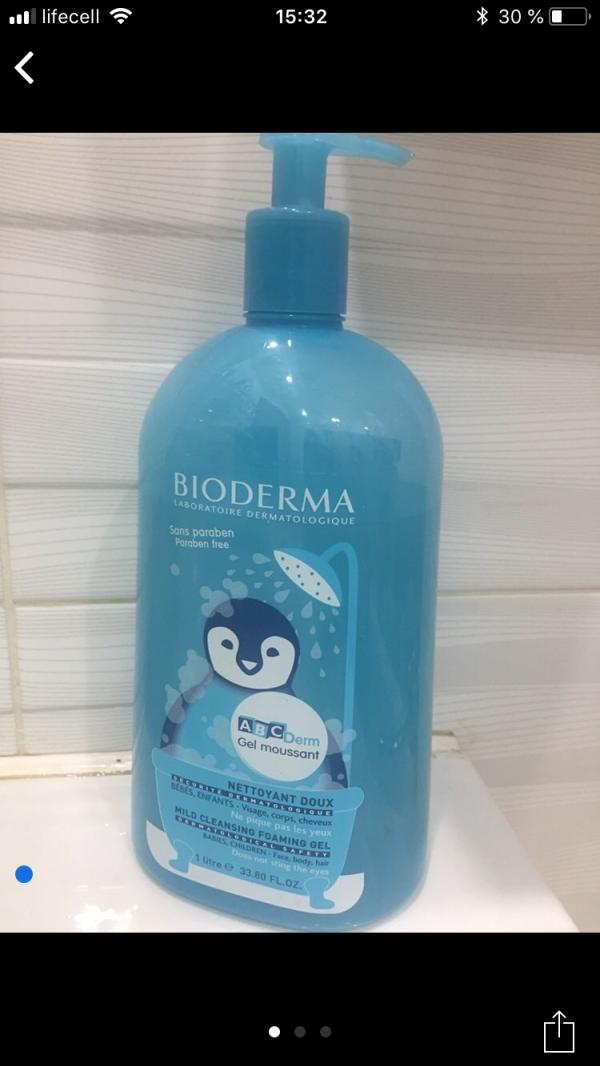 lifecell 15:32 30 %
BIODERMA
LABORATOIRE DERMATOLOGIQUE
Sans paraben
Paraben free
ABCDerm
Gel moussant
NETTOYANT DOUX
SÉCURITÉ DERMATOLOGIQUE
BÉBÉS, ENFANTS - Visage, corps, cheveux
Ne pique pas les yeux
MILD CLEANSING FOAMING GEL
DERMATOLOGICAL SAFETY
BABIES, CHILDREN - Face, body, hair
Does not sting the eyes
1 litre ℮ 33.80 FL.OZ.